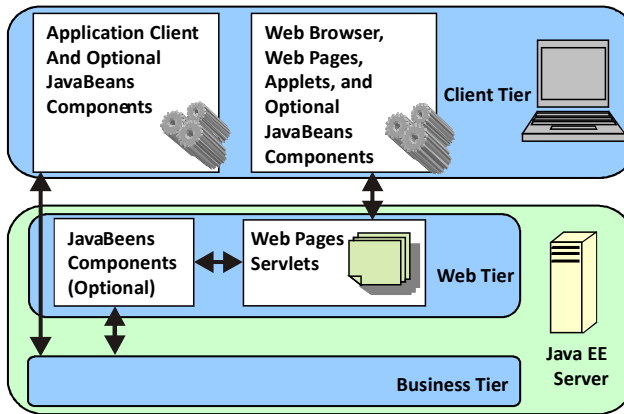 Application Client
And Optional
JavaBeans
Components
Web Browser,
Web Pages,
Applets, and
Optional
JavaBeans
Components
Client Tier
JavaBeens
Components
(Optional)
Web Pages
Servlets
Web Tier
Java EE
Server
Business Tier